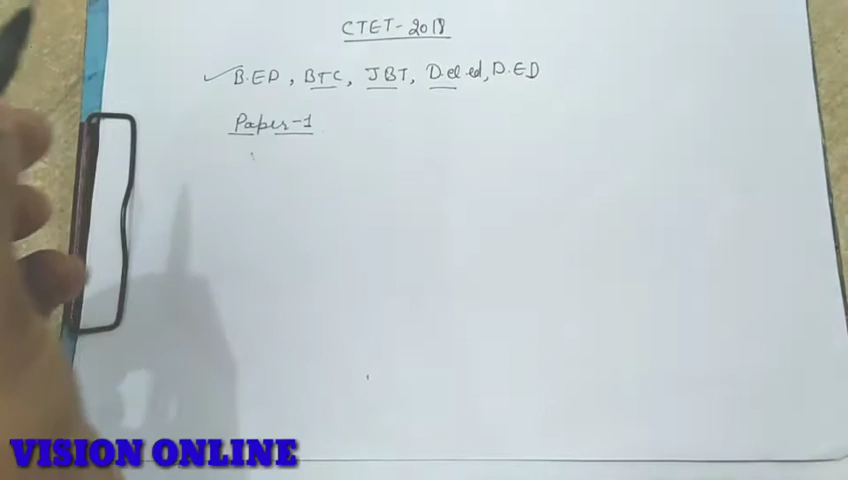 CTET-2018
B.ED, BTC, JBT, D.el.ed, D.ED
Paper-1
VISION ONLINE